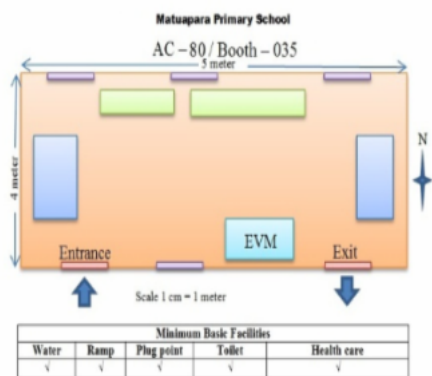 Matuapara Primary School
AC – 80 / Booth – 035
5 meter
4 meter
N
Entrance
EVM
Exit
Scale 1 cm = 1 meter
Minimum Basic Facilities
Water Ramp Plug point Toilet Health care
√ √ √ √ √